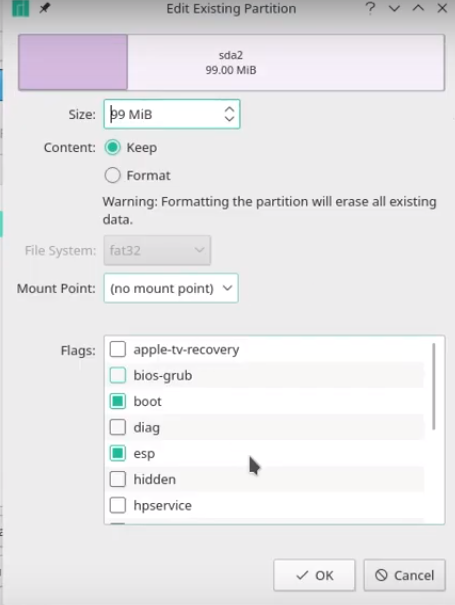 Edit Existing Partition
sda2
99.00 MiB
Size: 99 MiB
Content: Keep
Format
Warning: Formatting the partition will erase all existing
data.
File System: fat32
Mount Point: (no mount point)
Flags: apple-tv-recovery
bios-grub
boot
diag
esp
hidden
hpservice
OK Cancel